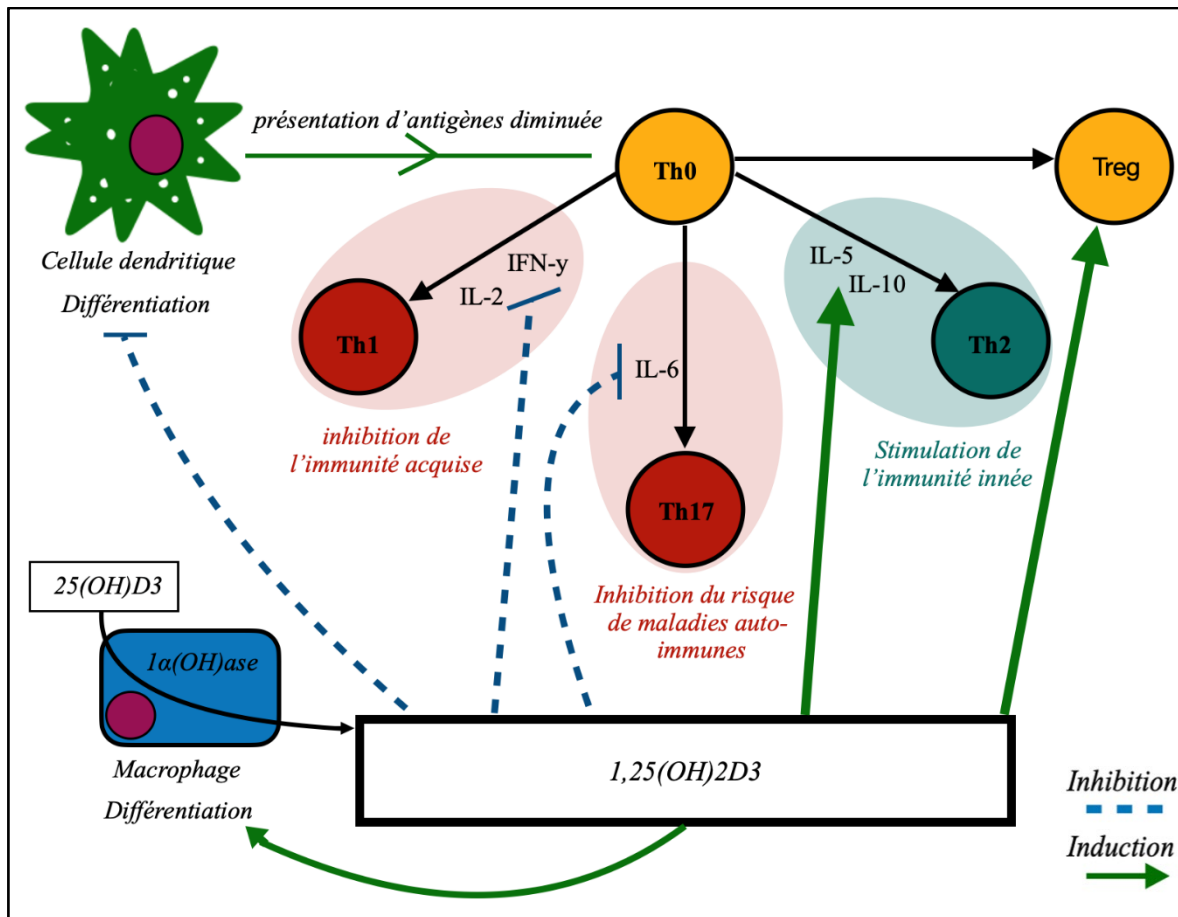 présentation d'antigènes diminuée
Th0
Treg
Cellule dendritique
Différentiation
IFN-y
IL-2
Th1
IL-5
IL-10
Th2
IL-6
Th17
inhibition de
l'immunité acquise
Stimulation de
l'immunité innée
Inhibition du risque
de maladies auto-
immunes
25(OH)D3
1α(OH)ase
Macrophage
Différentiation
1,25(OH)2D3
Inhibition
Induction